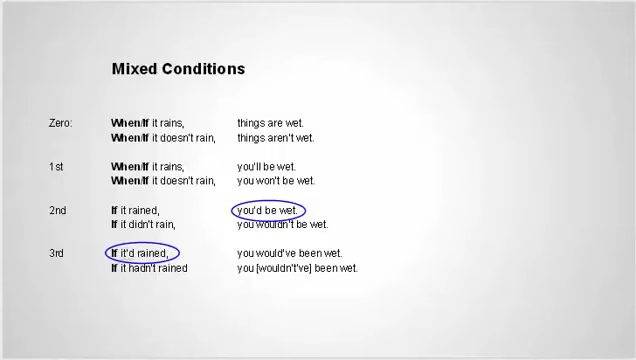 Mixed Conditions
Zero: When/If it rains, things are wet.
When/If it doesn't rain, things aren't wet.
1st When/If it rains, you'll be wet.
When/If it doesn't rain, you won't be wet.
2nd If it rained, you'd be wet.
If it didn't rain, you wouldn't be wet.
3rd If it'd rained, you would've been wet.
If it hadn't rained you [wouldn't've] been wet.